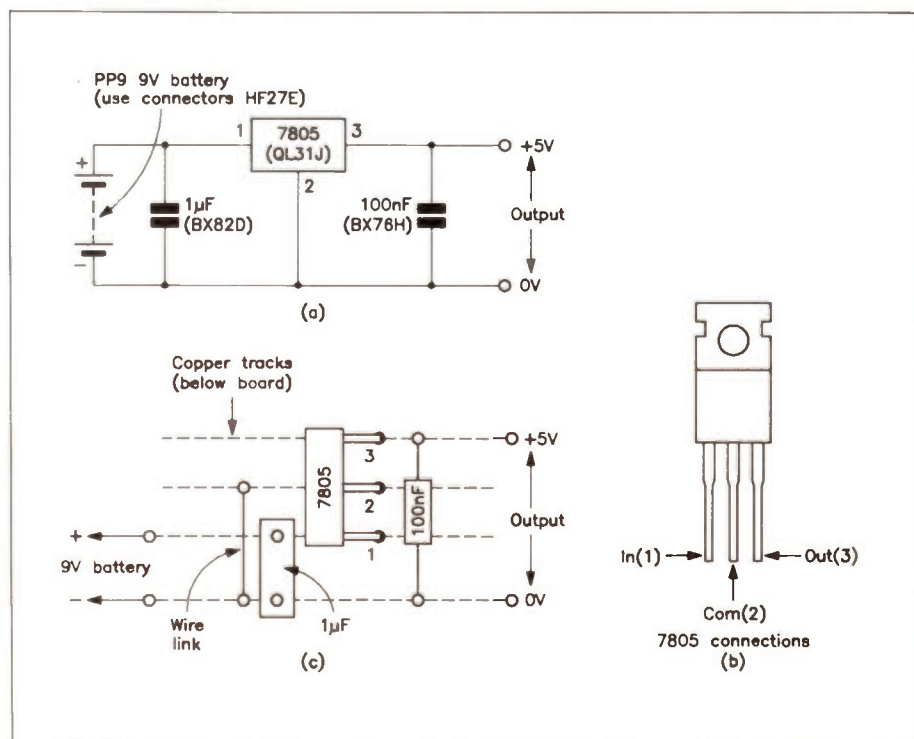 PP9 9V battery
(use connectors HF27E)
+
−
1
7805
(QL31J)
3
2
1µF
(BX82D)
100nF
(BX76H)
+5V
Output
0V
(a)
Copper tracks
(below board)
7805
3
2
1
100nF
+5V
Output
0V
+
9V battery
−
Wire
link
1µF
(c)
In(1)
Out(3)
Com(2)
7805 connections
(b)